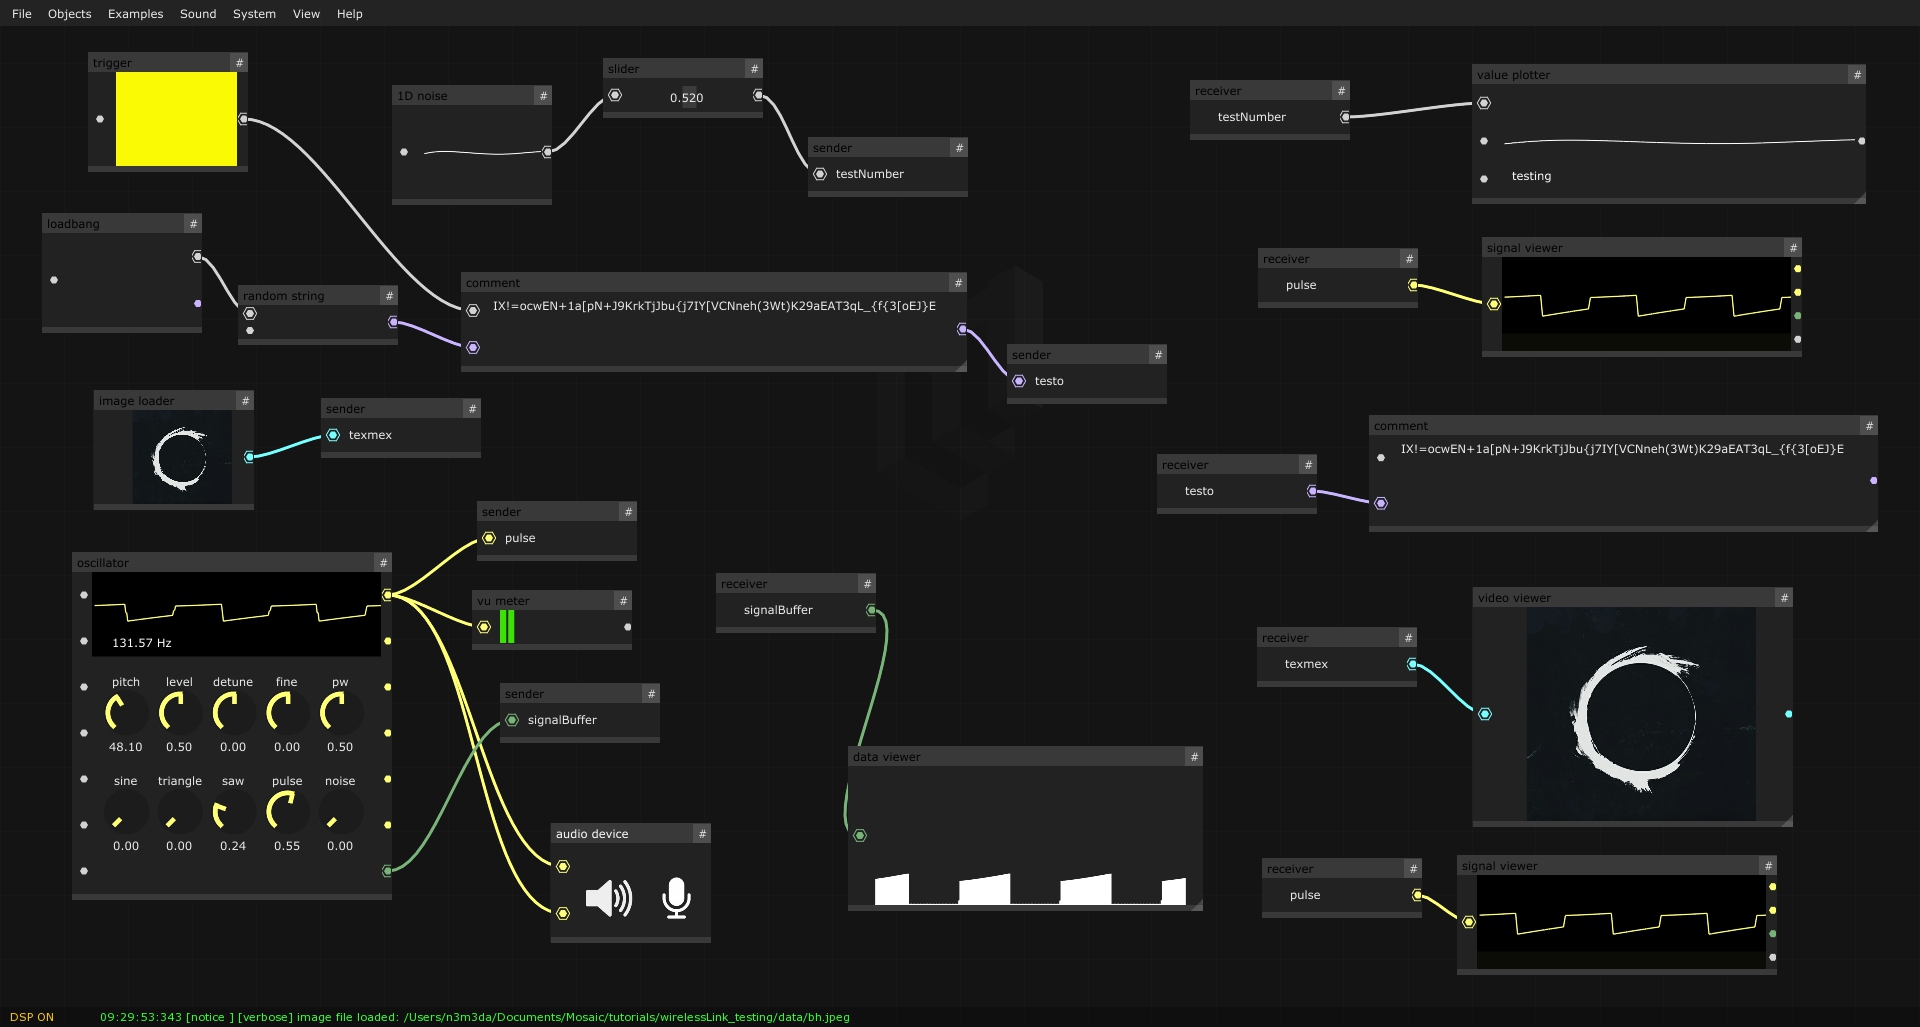 File Objects Examples Sound System View Help
trigger #
1D noise #
slider #
0.520
sender #
testNumber
receiver #
testNumber
value plotter #
testing
loadbang #
random string #
comment #
IX!=ocwEN+1a[pN+J9KrkTjJbu{j7IY[VCNneh(3Wt)K29aEAT3qL_{f{3[oEJ}E
sender #
testo
receiver #
pulse
signal viewer #
image loader #
sender #
texmex
receiver #
testo
comment #
IX!=ocwEN+1a[pN+J9KrkTjJbu{j7IY[VCNneh(3Wt)K29aEAT3qL_{f{3[oEJ}E
oscillator #
131.57 Hz
pitch level detune fine pw
48.10 0.50 0.00 0.00 0.50
sine triangle saw pulse noise
0.00 0.00 0.24 0.55 0.00
sender #
pulse
vu meter #
sender #
signalBuffer
audio device #
receiver #
signalBuffer
data viewer #
receiver #
texmex
video viewer #
receiver #
pulse
signal viewer #
DSP ON 09:29:53:343 [notice ] [verbose] image file loaded: /Users/n3m3da/Documents/Mosaic/tutorials/wirelessLink_testing/data/bh.jpeg